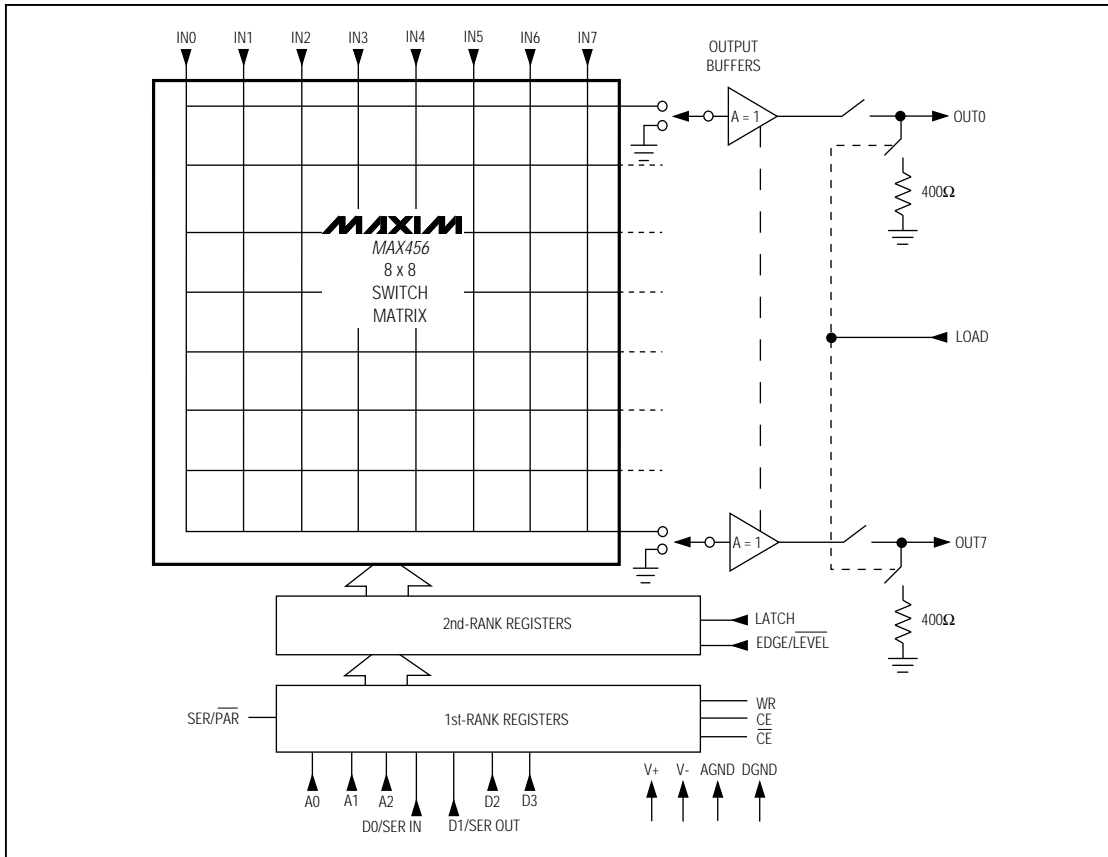 IN0 IN1 IN2 IN3 IN4 IN5 IN6 IN7
OUTPUT
BUFFERS
A = 1
OUT0
400Ω
MAXIM
MAX456
8 x 8
SWITCH
MATRIX
LOAD
A = 1
OUT7
400Ω
2nd-RANK REGISTERS
LATCH
EDGE/LEVEL
SER/PAR
1st-RANK REGISTERS
WR
CE
CE
V+ V- AGND DGND
A0 A1 A2 D2 D3
D0/SER IN D1/SER OUT